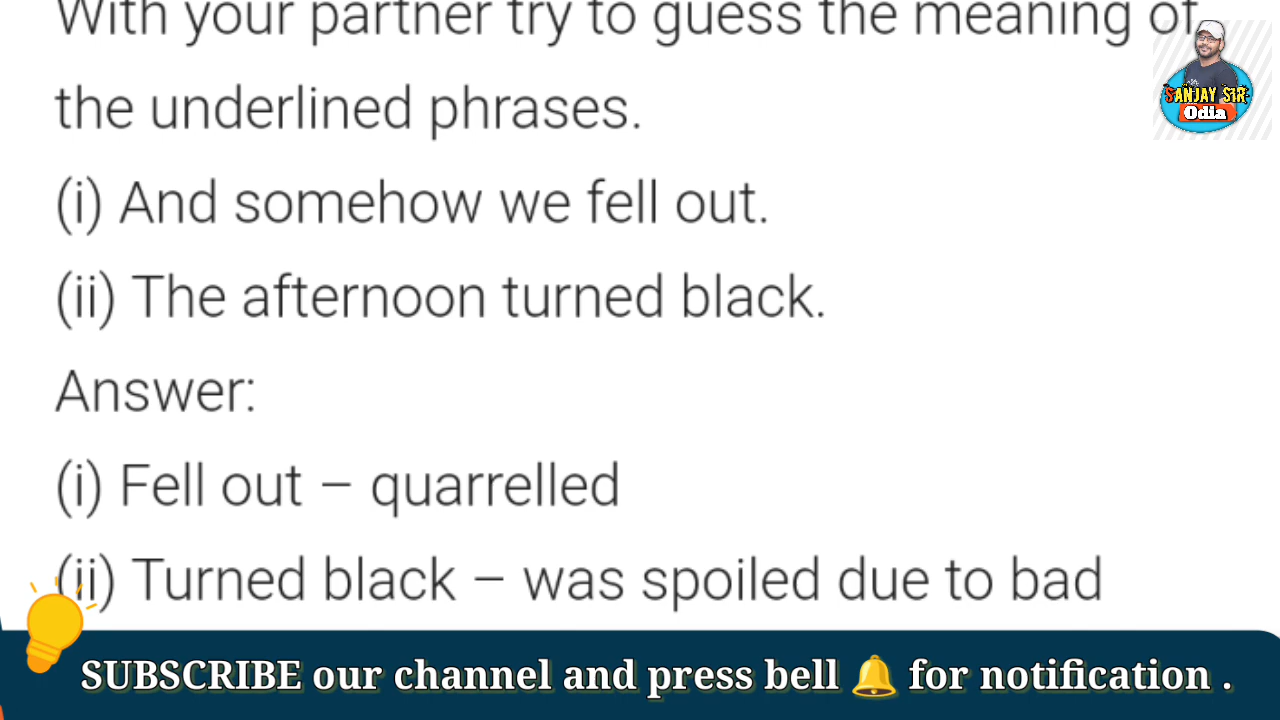 With your partner try to guess the meaning of
the underlined phrases.
(i) And somehow we fell out.
(ii) The afternoon turned black.
Answer:
(i) Fell out – quarrelled
(ii) Turned black – was spoiled due to bad
SUBSCRIBE our channel and press bell 🔔 for notification .
SANJAY SIR
Odia